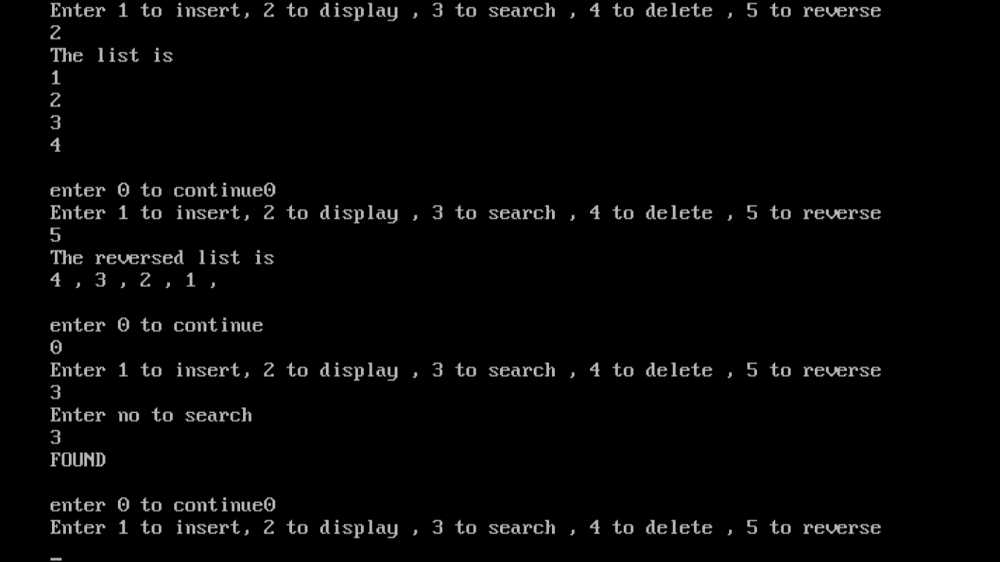 Enter 1 to insert, 2 to display , 3 to search , 4 to delete , 5 to reverse
2
The list is
1
2
3
4
enter 0 to continue0
Enter 1 to insert, 2 to display , 3 to search , 4 to delete , 5 to reverse
5
The reversed list is
4 , 3 , 2 , 1 ,
enter 0 to continue
0
Enter 1 to insert, 2 to display , 3 to search , 4 to delete , 5 to reverse
3
Enter no to search
3
FOUND
enter 0 to continue0
Enter 1 to insert, 2 to display , 3 to search , 4 to delete , 5 to reverse
_